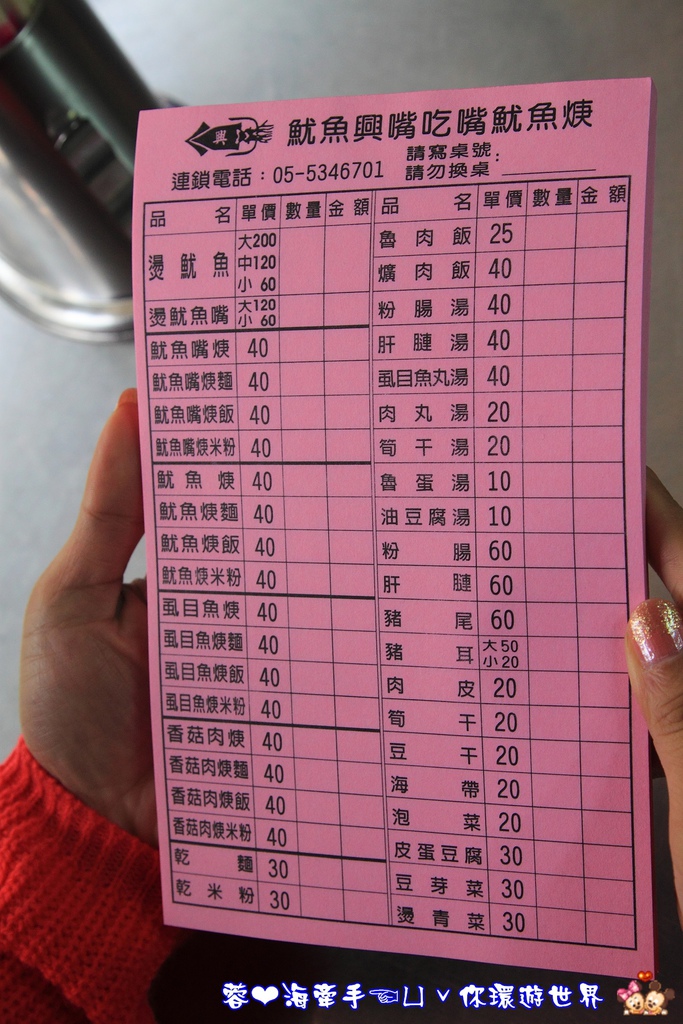 興
魷魚興嘴吃嘴魷魚焿
連鎖電話：05-5346701
請寫桌號：
請勿換桌
品名 單價 數量 金額
燙魷魚 大200 中120 小 60
燙魷魚嘴 大120 小 60
魷魚嘴焿 40
魷魚嘴焿麵 40
魷魚嘴焿飯 40
魷魚嘴焿米粉 40
魷魚焿 40
魷魚焿麵 40
魷魚焿飯 40
魷魚焿米粉 40
虱目魚焿 40
虱目魚焿麵 40
虱目魚焿飯 40
虱目魚焿米粉 40
香菇肉焿 40
香菇肉焿麵 40
香菇肉焿飯 40
香菇肉焿米粉 40
乾麵 30
乾米粉 30
品名 單價 數量 金額
魯肉飯 25
爌肉飯 40
粉腸湯 40
肝膤湯 40
虱目魚丸湯 40
肉丸湯 20
筍干湯 20
魯蛋湯 10
油豆腐湯 10
粉腸 60
肝膤 60
豬尾 60
豬耳 大 50 小 20
肉皮 20
筍干 20
豆干 20
海帶 20
泡菜 20
皮蛋豆腐 30
豆芽菜 30
燙青菜 30
蓉❤海牽手☜ㄩˇ你環遊世界